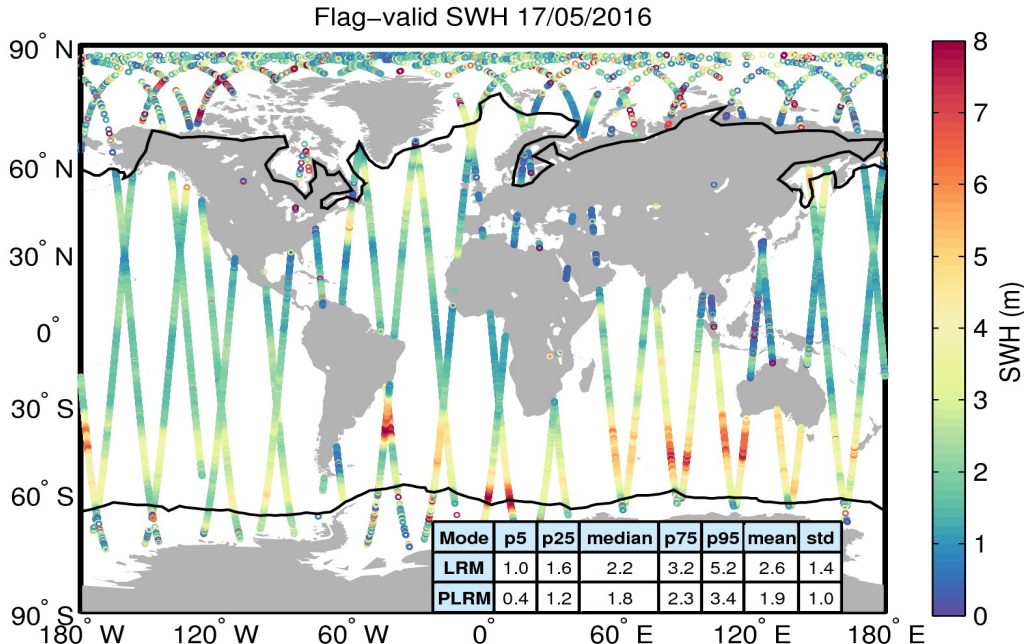 Flag−valid SWH 17/05/2016
90° N
60° N
30° N
0°
30° S
60° S
90° S
180° W
120° W
60° W
0°
60° E
120° E
180° E
Mode p5 p25 median p75 p95 mean std
LRM 1.0 1.6 2.2 3.2 5.2 2.6 1.4
PLRM 0.4 1.2 1.8 2.3 3.4 1.9 1.0
8
7
6
5
4
3
2
1
0
SWH (m)